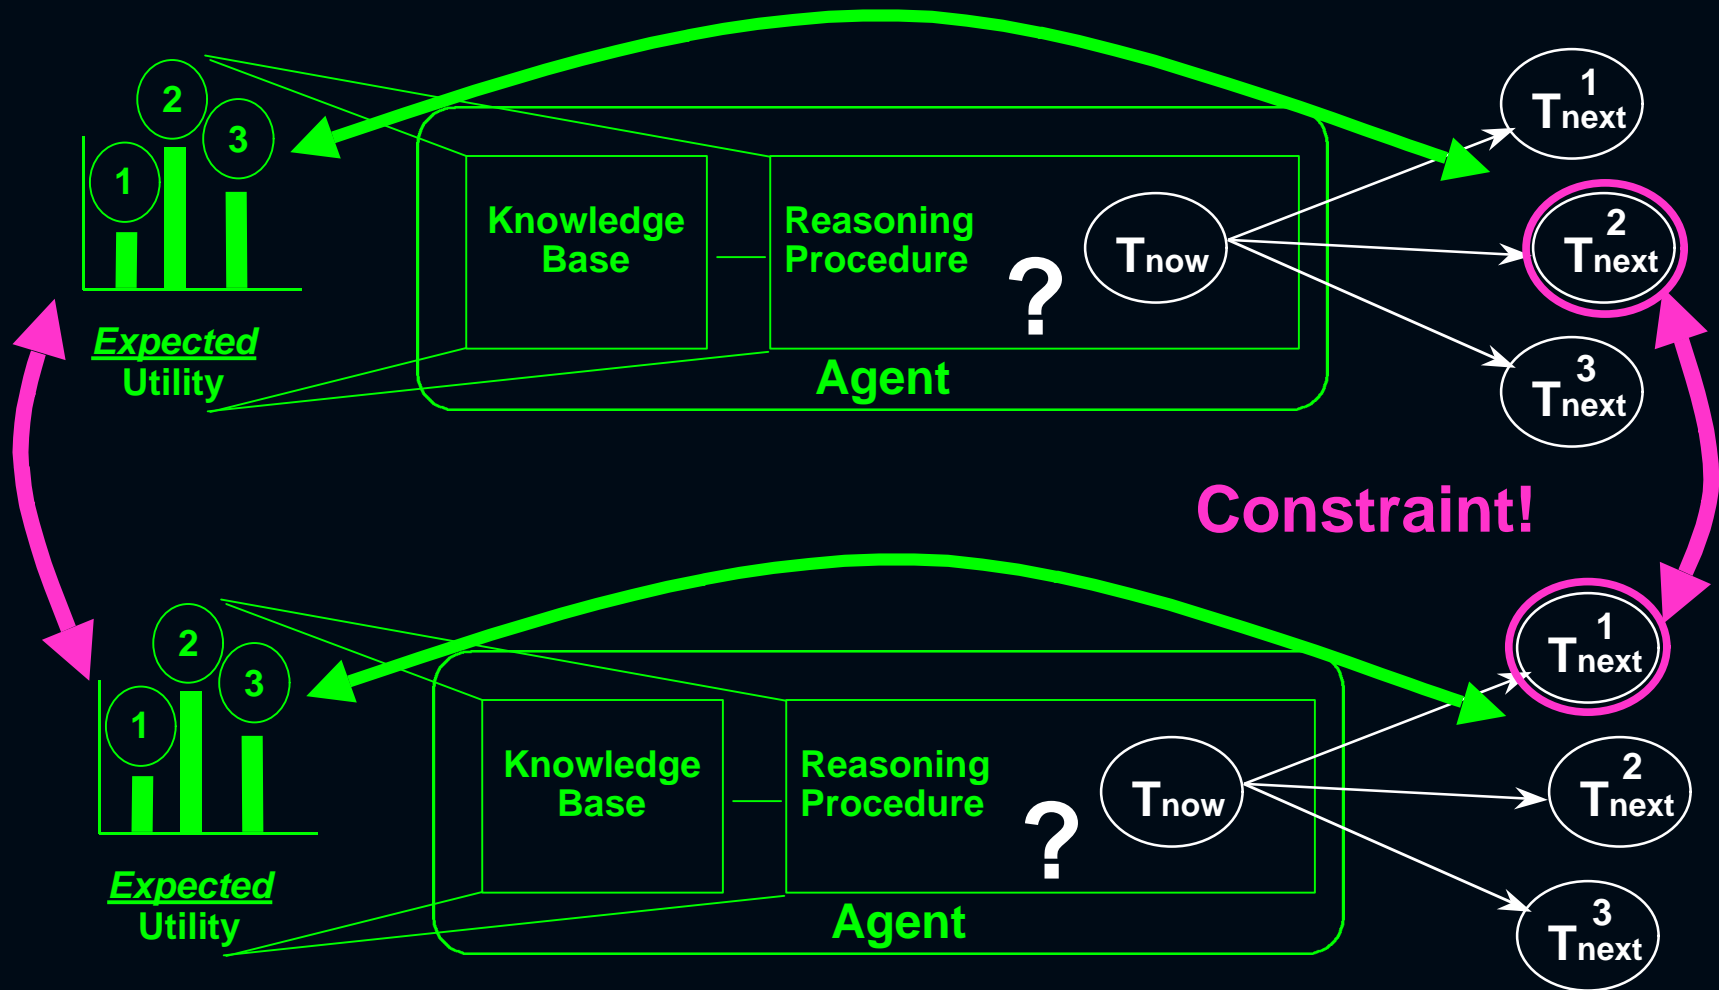 2
3
1
Expected
Utility
Knowledge
Base
Reasoning
Procedure
?
Tnow
Agent
1
Tnext
2
Tnext
3
Tnext
Constraint!
2
3
1
Expected
Utility
Knowledge
Base
Reasoning
Procedure
?
Tnow
Agent
1
Tnext
2
Tnext
3
Tnext